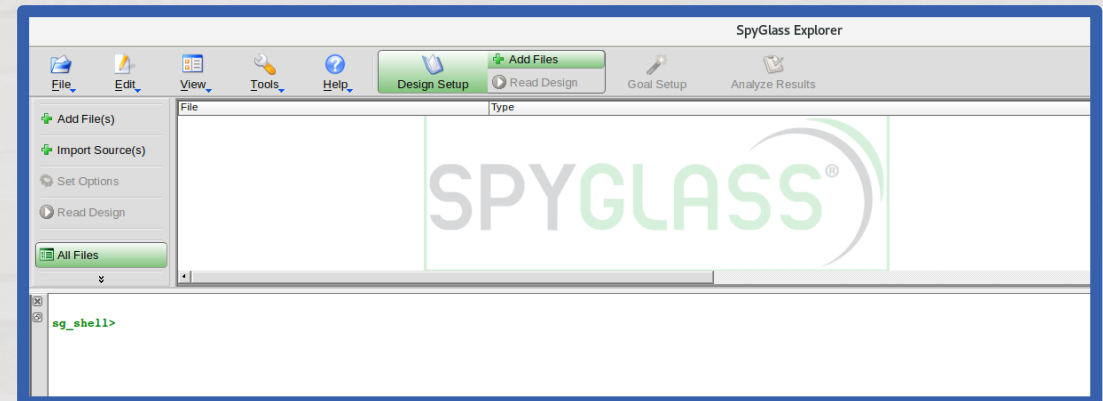 SpyGlass Explorer
File Edit View Tools Help Design Setup Add Files Read Design Goal Setup Analyze Results
Add File(s)
Import Source(s)
Set Options
Read Design
All Files
File Type
SPYGLASS®
sg_shell>